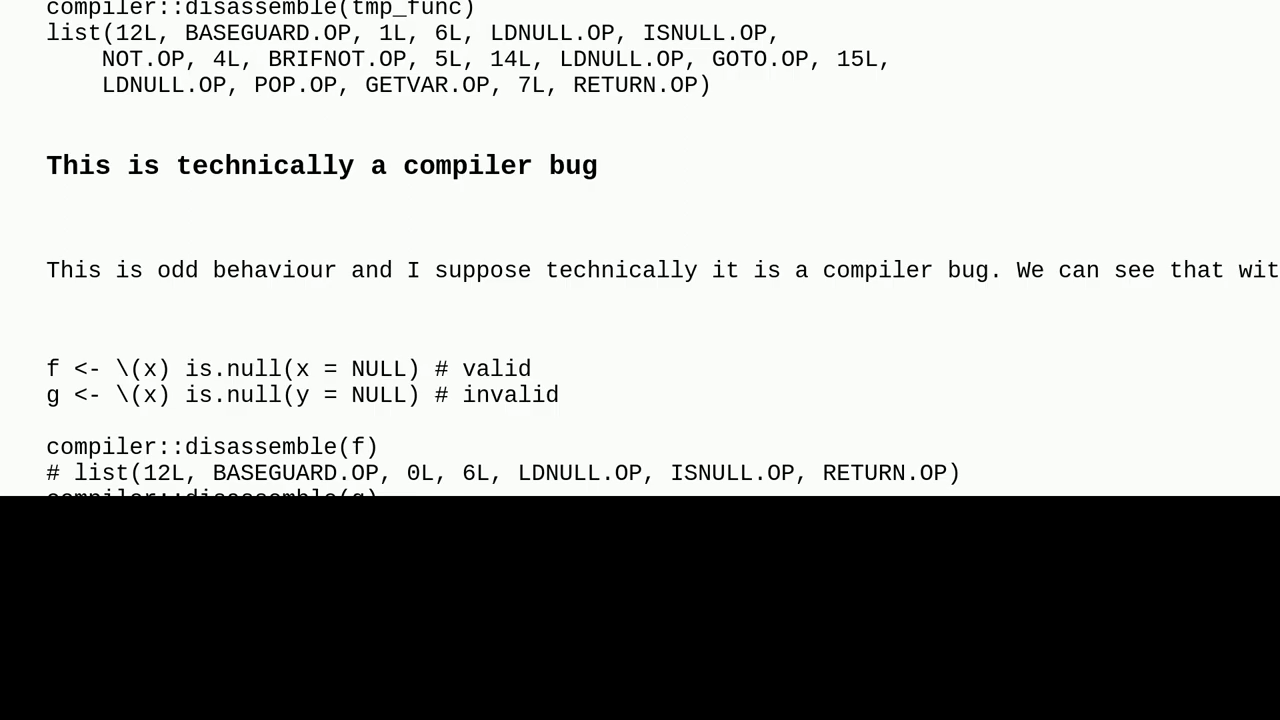 compiler::disassemble(tmp_func)
list(12L, BASEGUARD.OP, 1L, 6L, LDNULL.OP, ISNULL.OP,
    NOT.OP, 4L, BRIFNOT.OP, 5L, 14L, LDNULL.OP, GOTO.OP, 15L,
    LDNULL.OP, POP.OP, GETVAR.OP, 7L, RETURN.OP)
This is technically a compiler bug
This is odd behaviour and I suppose technically it is a compiler bug. We can see that wit
f <- \(x) is.null(x = NULL) # valid
g <- \(x) is.null(y = NULL) # invalid
compiler::disassemble(f)
# list(12L, BASEGUARD.OP, 0L, 6L, LDNULL.OP, ISNULL.OP, RETURN.OP)
compiler::disassemble(g)